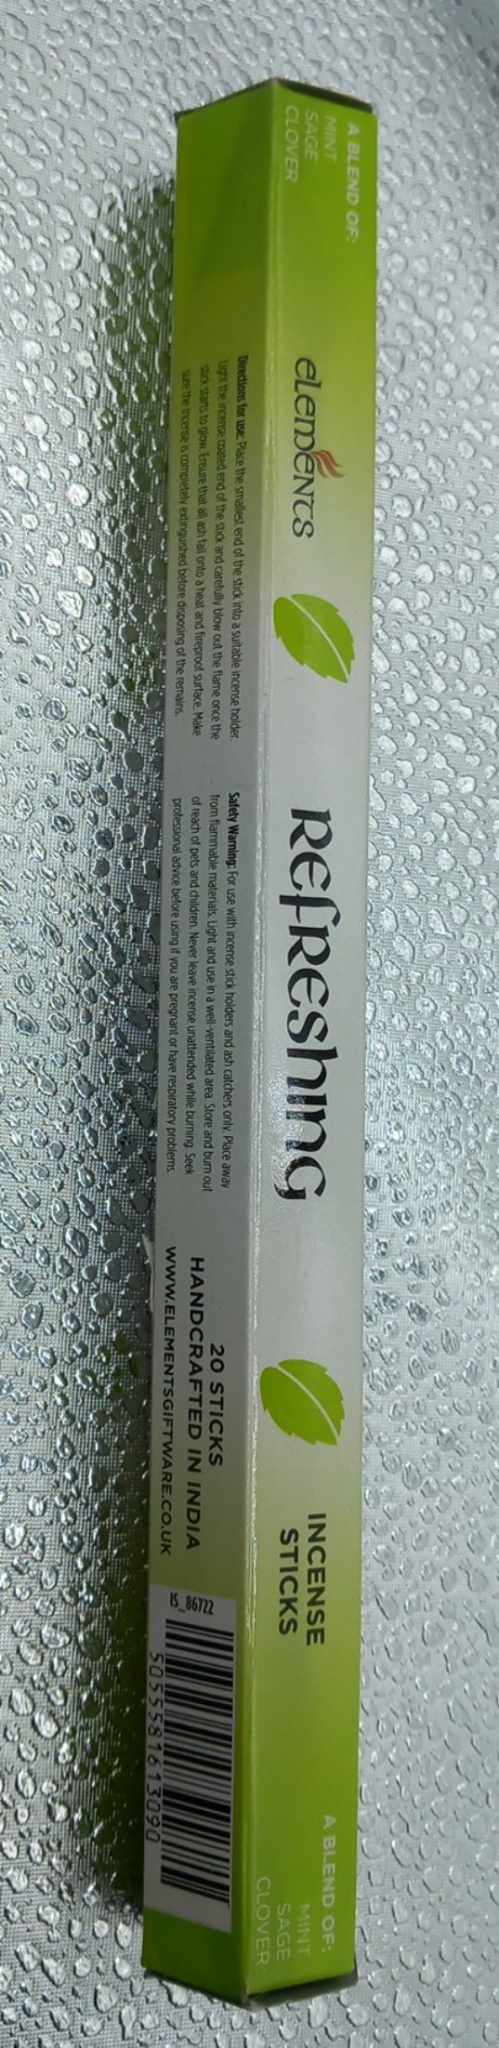 A BLEND OF:
MINT
SAGE
CLOVER
eLemenTs
RefResHIng
INCENSE
STICKS
A BLEND OF:
MINT
SAGE
CLOVER
Directions for use: Place the smallest end of the stick into a suitable incense holder.
Light the incense coated end of the stick and carefully blow out the flame once the
stick starts to glow. Ensure that all ash fall onto a heat and fireproof surface. Make
sure the incense is completely extinguished before disposing of the remains.
Safety Warning: For use with incense stick holders and ash catchers only. Place away
from flammable materials. Light and use in a well-ventilated area. Store and burn out
of reach of pets and children. Never leave incense unattended while burning. Seek
professional advice before using if you are pregnant or have respiratory problems.
20 STICKS
HANDCRAFTED IN INDIA
WWW.ELEMENTSGIFTWARE.CO.UK
IS_86722
5055581613090